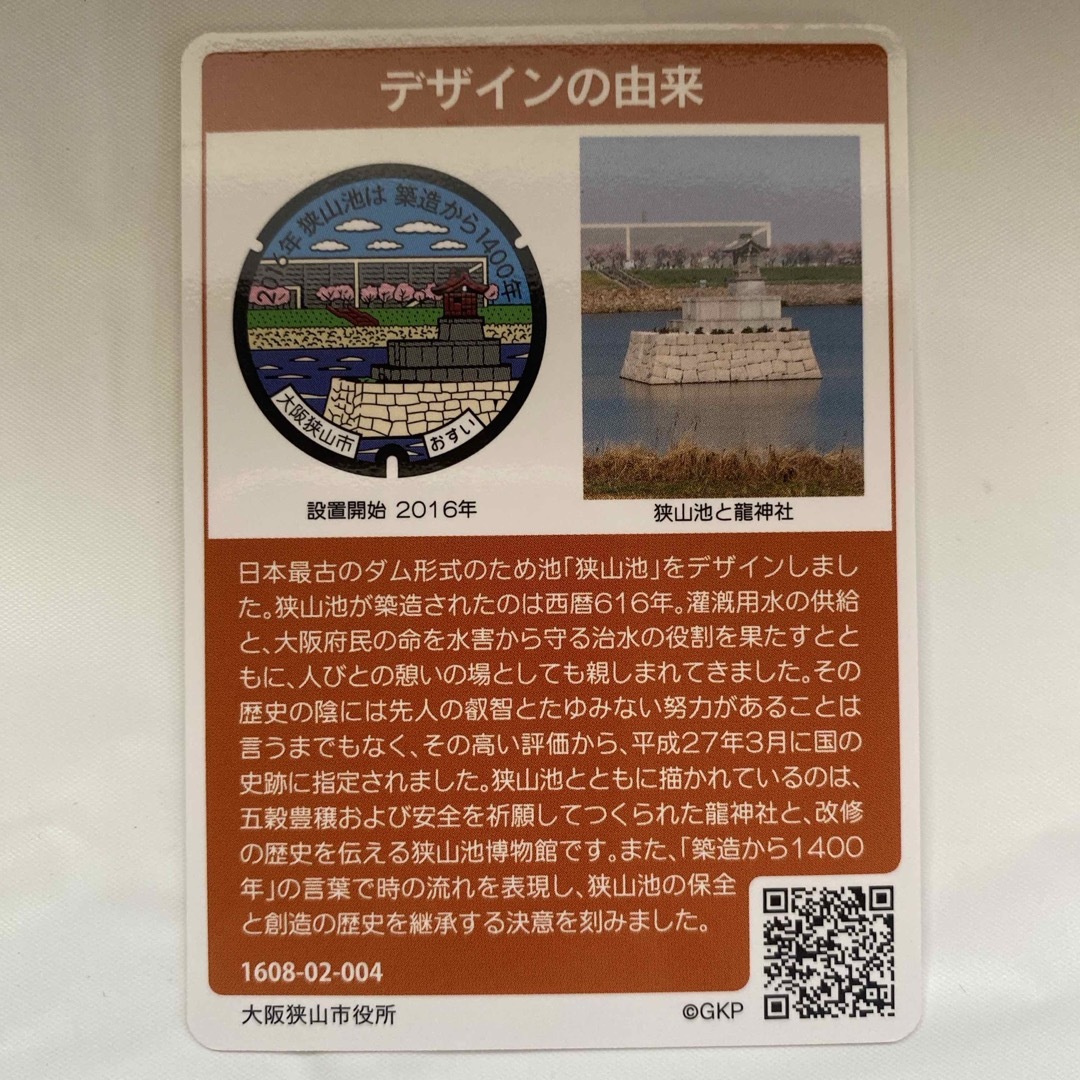 デザインの由来
2016年 狭山池は 築造から1400年
大阪狭山市
おすい
設置開始 2016年
狭山池と龍神社
日本最古のダム形式のため池「狭山池」をデザインしまし
た。狭山池が築造されたのは西暦616年。灌漑用水の供給
と、大阪府民の命を水害から守る治水の役割を果たすとと
もに、人びとの憩いの場としても親しまれてきました。その
歴史の陰には先人の叡智とたゆみない努力があることは
言うまでもなく、その高い評価から、平成27年3月に国の
史跡に指定されました。狭山池とともに描かれているのは、
五穀豊穣および安全を祈願してつくられた龍神社と、改修
の歴史を伝える狭山池博物館です。また、「築造から1400
年」の言葉で時の流れを表現し、狭山池の保全
と創造の歴史を継承する決意を刻みました。
1608-02-004
大阪狭山市役所
©GKP